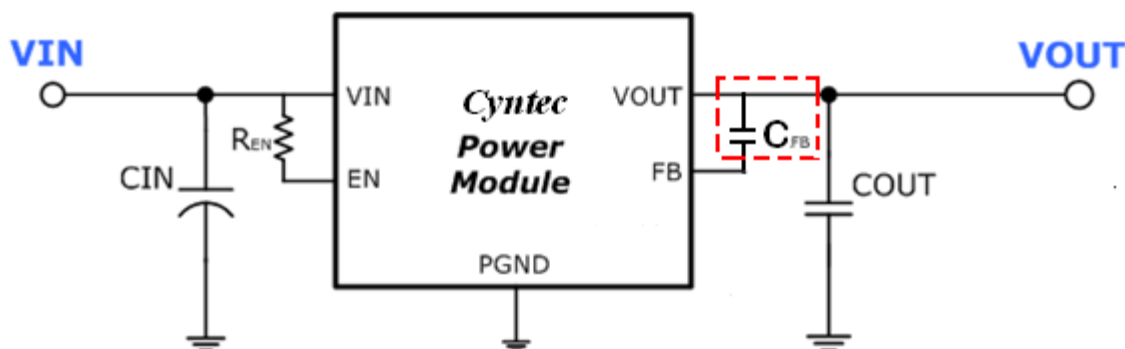 VIN
VOUT
VIN
Cyntec
VOUT
REN
Power
CFB
CIN
EN
Module
FB
COUT
PGND